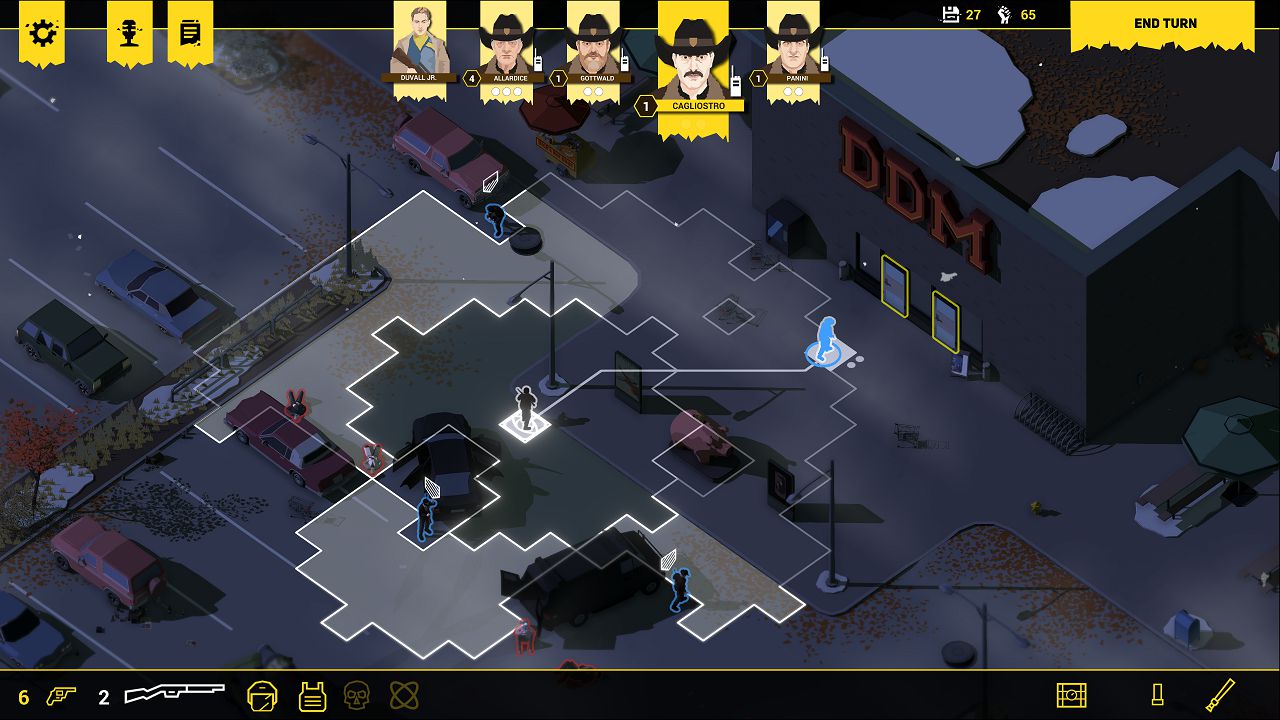 27 65
END TURN
DUVALL JR.
4 ALLARDICE
1 GOTTWALD
1 CAGLIOSTRO
1 PANINI
DDM
6 2